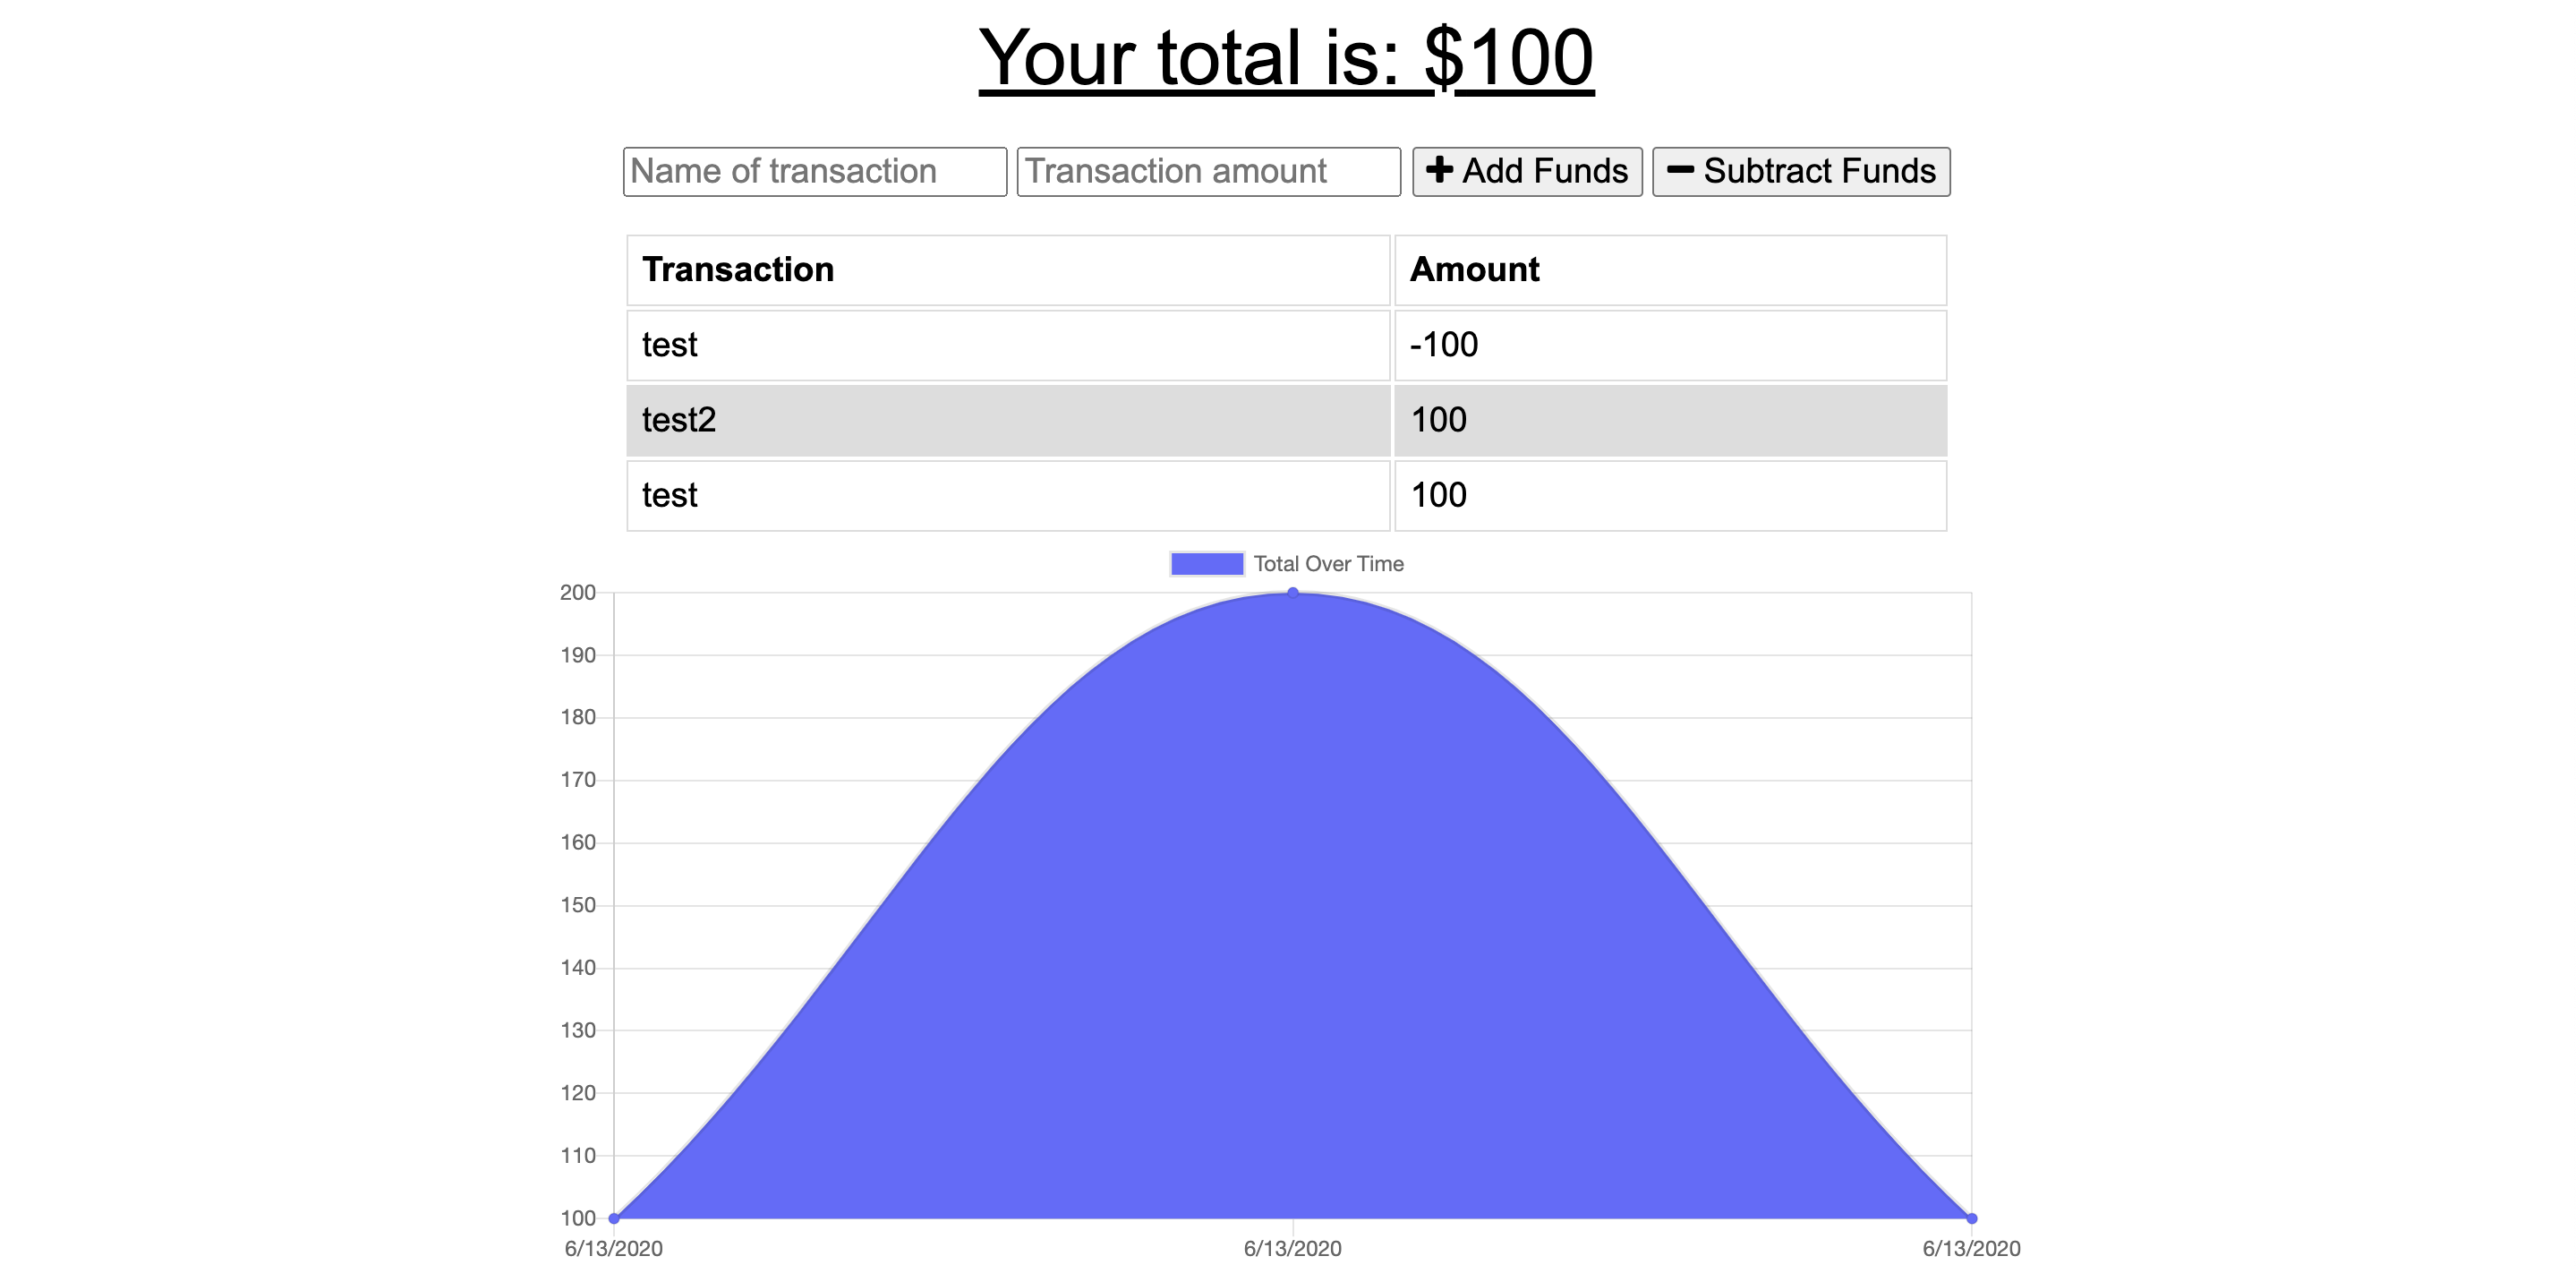 Your total is: $100
Name of transaction Transaction amount Add Funds Subtract Funds
Transaction Amount
test -100
test2 100
test 100
Total Over Time
200
190
180
170
160
150
140
130
120
110
100
6/13/2020 6/13/2020 6/13/2020